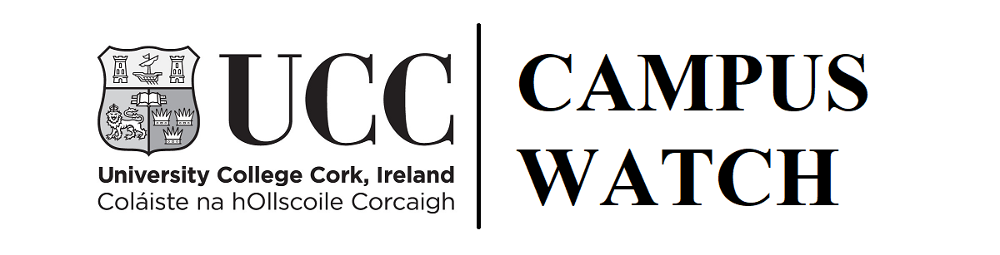 UCC
University College Cork, Ireland
Coláiste na hOllscoile Corcaigh
CAMPUS
WATCH